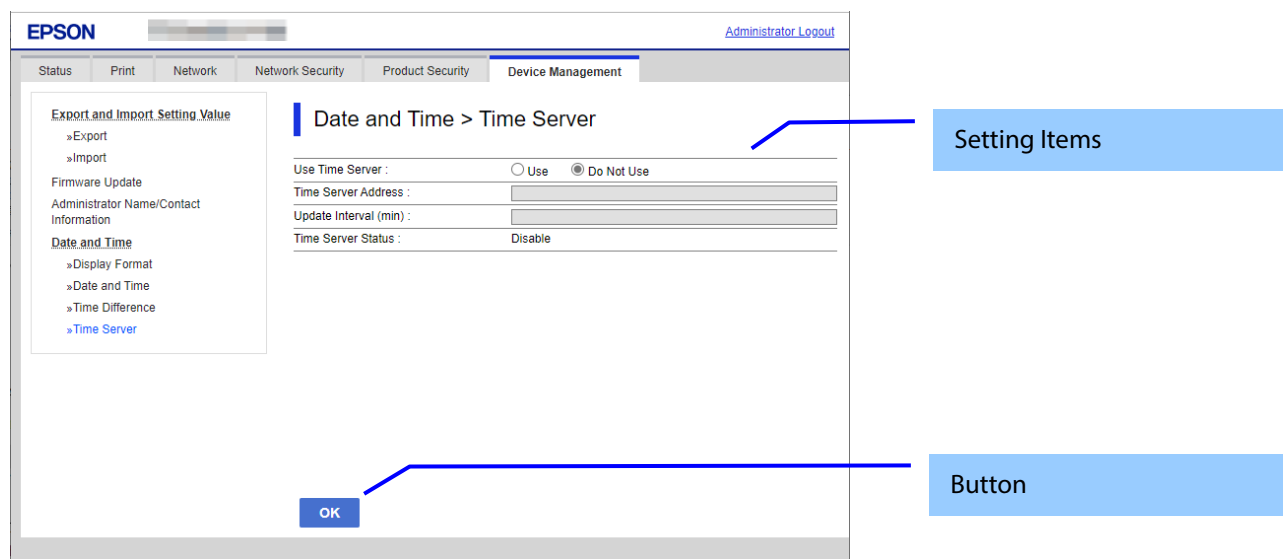 EPSON
Administrator Logout
Status Print Network Network Security Product Security Device Management
Export and Import Setting Value
»Export
»Import
Firmware Update
Administrator Name/Contact
Information
Date and Time
»Display Format
»Date and Time
»Time Difference
»Time Server
Date and Time > Time Server
Use Time Server : Use Do Not Use
Time Server Address :
Update Interval (min) :
Time Server Status : Disable
OK
Setting Items
Button